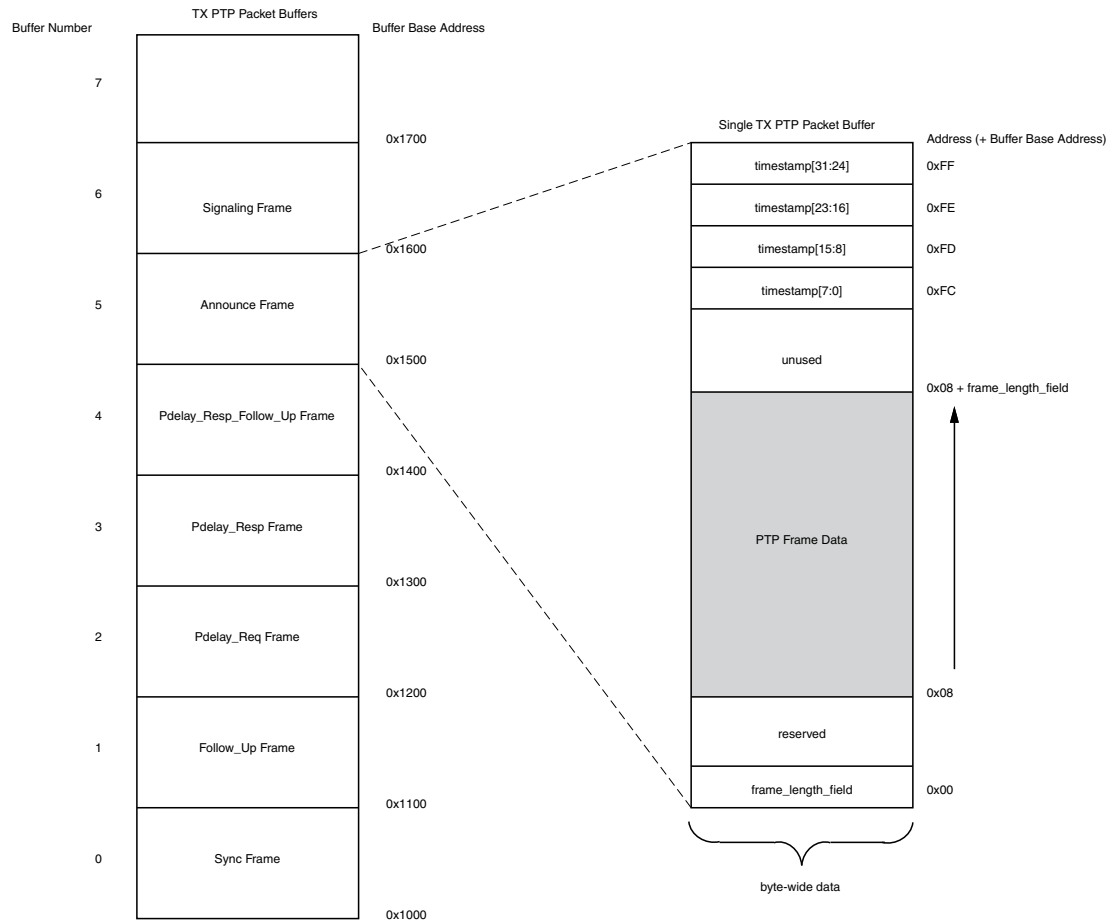 TX PTP Packet Buffers
Buffer Number
Buffer Base Address
7
0x1700
6
Signaling Frame
0x1600
5
Announce Frame
0x1500
4
Pdelay_Resp_Follow_Up Frame
0x1400
3
Pdelay_Resp Frame
0x1300
2
Pdelay_Req Frame
0x1200
1
Follow_Up Frame
0x1100
0
Sync Frame
0x1000
Single TX PTP Packet Buffer
Address (+ Buffer Base Address)
timestamp[31:24]
0xFF
timestamp[23:16]
0xFE
timestamp[15:8]
0xFD
timestamp[7:0]
0xFC
unused
0x08 + frame_length_field
PTP Frame Data
0x08
reserved
frame_length_field
0x00
byte-wide data